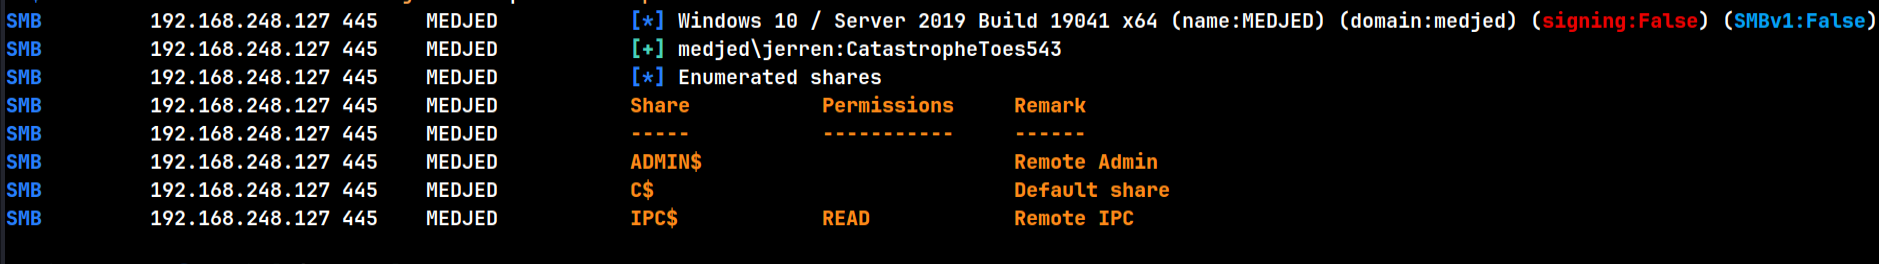 SMB 192.168.248.127 445 MEDJED [*] Windows 10 / Server 2019 Build 19041 x64 (name:MEDJED) (domain:medjed) (signing:False) (SMBv1:False)
SMB 192.168.248.127 445 MEDJED [+] medjed\jerren:CatastropheToes543
SMB 192.168.248.127 445 MEDJED [*] Enumerated shares
SMB 192.168.248.127 445 MEDJED Share Permissions Remark
SMB 192.168.248.127 445 MEDJED ----- ----------- ------
SMB 192.168.248.127 445 MEDJED ADMIN$ Remote Admin
SMB 192.168.248.127 445 MEDJED C$ Default share
SMB 192.168.248.127 445 MEDJED IPC$ READ Remote IPC